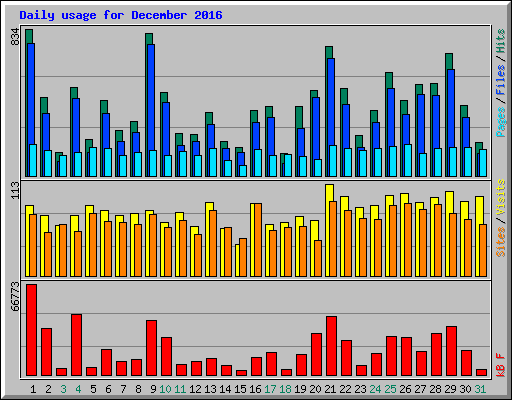 Daily usage for December 2016
834
Pages / Files / Hits
113
Sites / Visits
66773
kB F
1 2 3 4 5 6 7 8 9 10 11 12 13 14 15 16 17 18 19 20 21 22 23 24 25 26 27 28 29 30 31